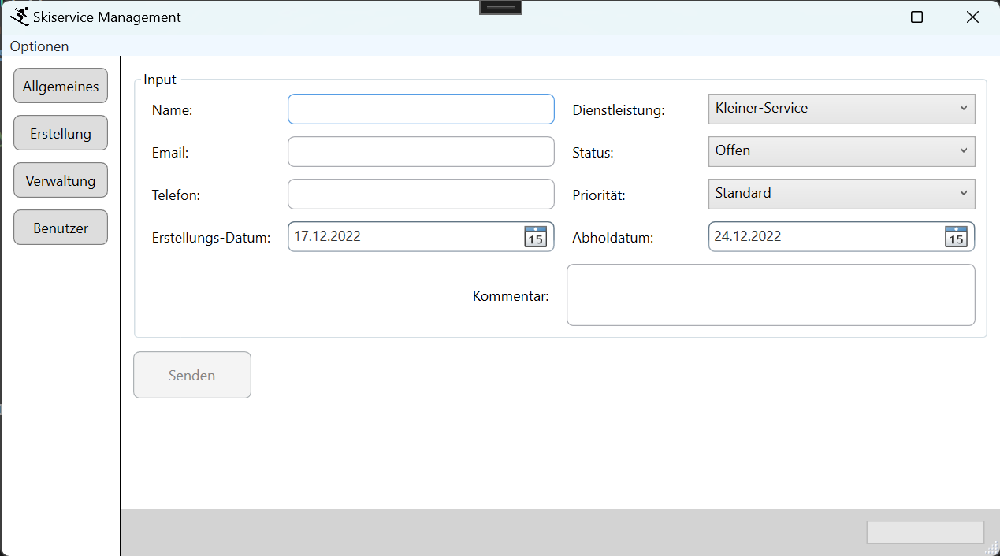 Skiservice Management
Optionen
Allgemeines
Erstellung
Verwaltung
Benutzer
Input
Name:
Dienstleistung: Kleiner-Service
Email:
Status: Offen
Telefon:
Priorität: Standard
Erstellungs-Datum: 17.12.2022 15
Abholdatum: 24.12.2022 15
Kommentar:
Senden